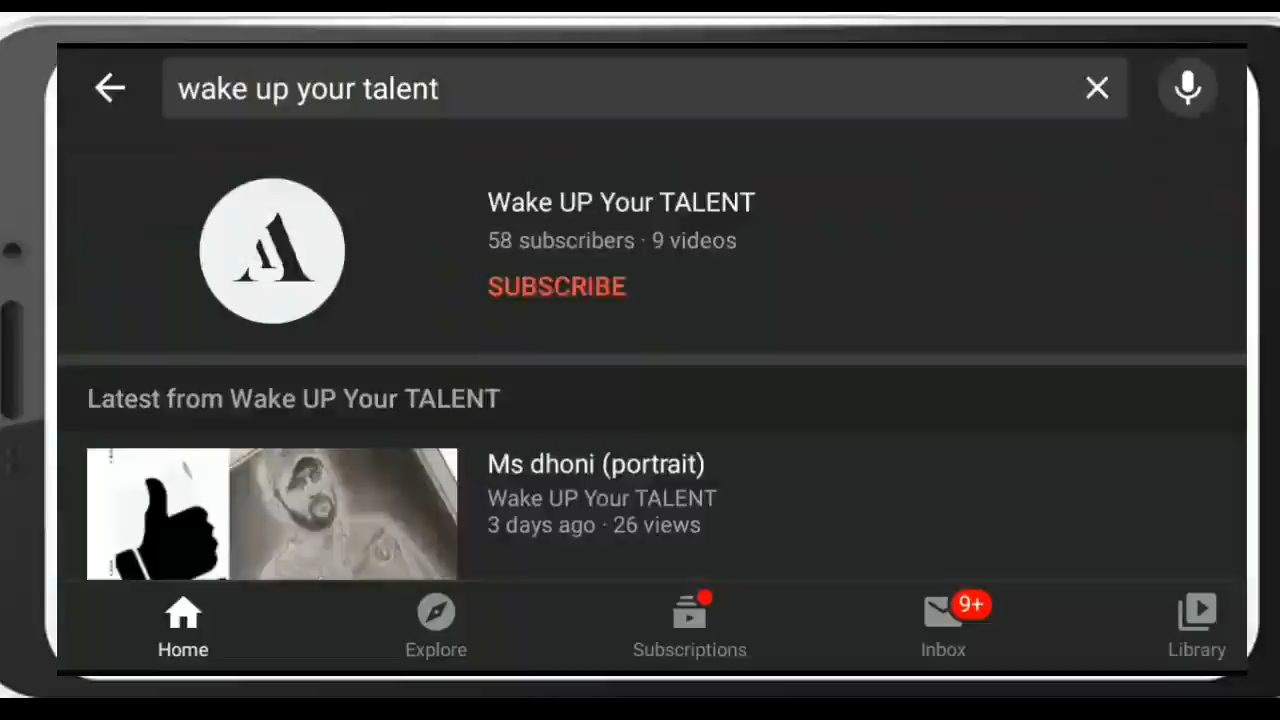 wake up your talent
Wake UP Your TALENT
58 subscribers · 9 videos
SUBSCRIBE
Latest from Wake UP Your TALENT
Ms dhoni (portrait)
Wake UP Your TALENT
3 days ago · 26 views
9+
Home
Explore
Subscriptions
Inbox
Library